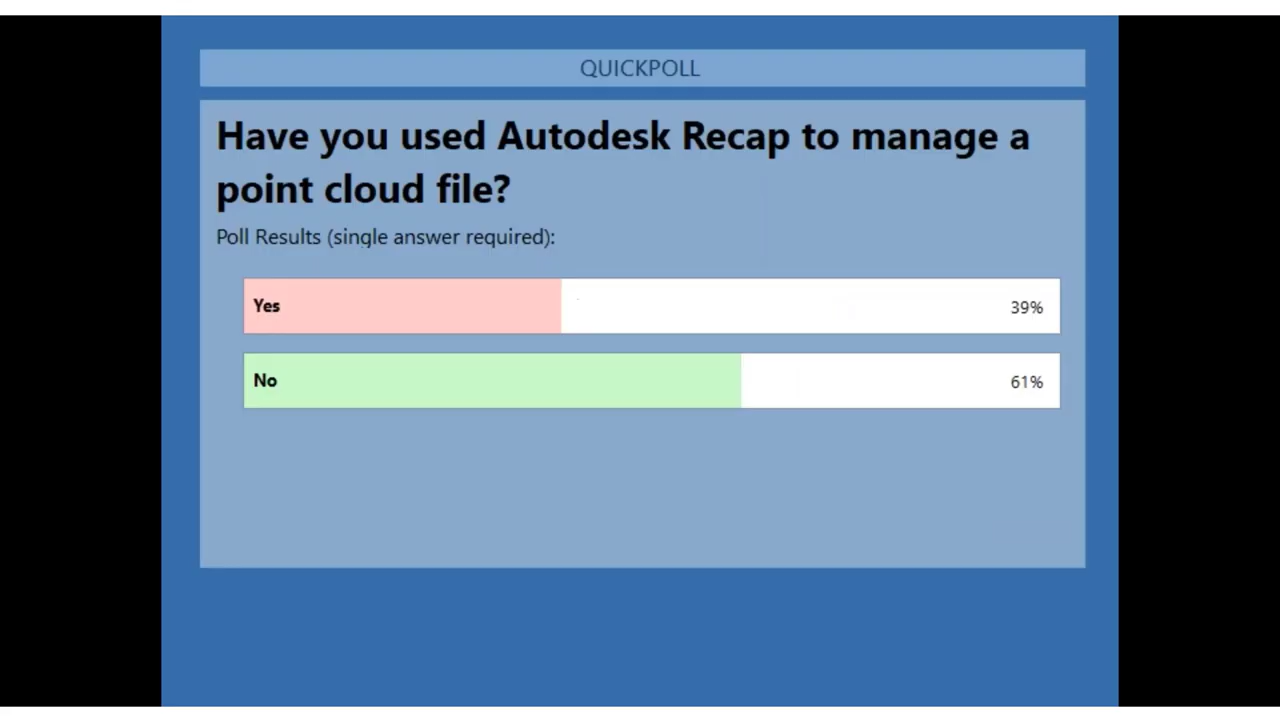 QUICKPOLL
Have you used Autodesk Recap to manage a
point cloud file?
Poll Results (single answer required):
Yes 39%
No 61%